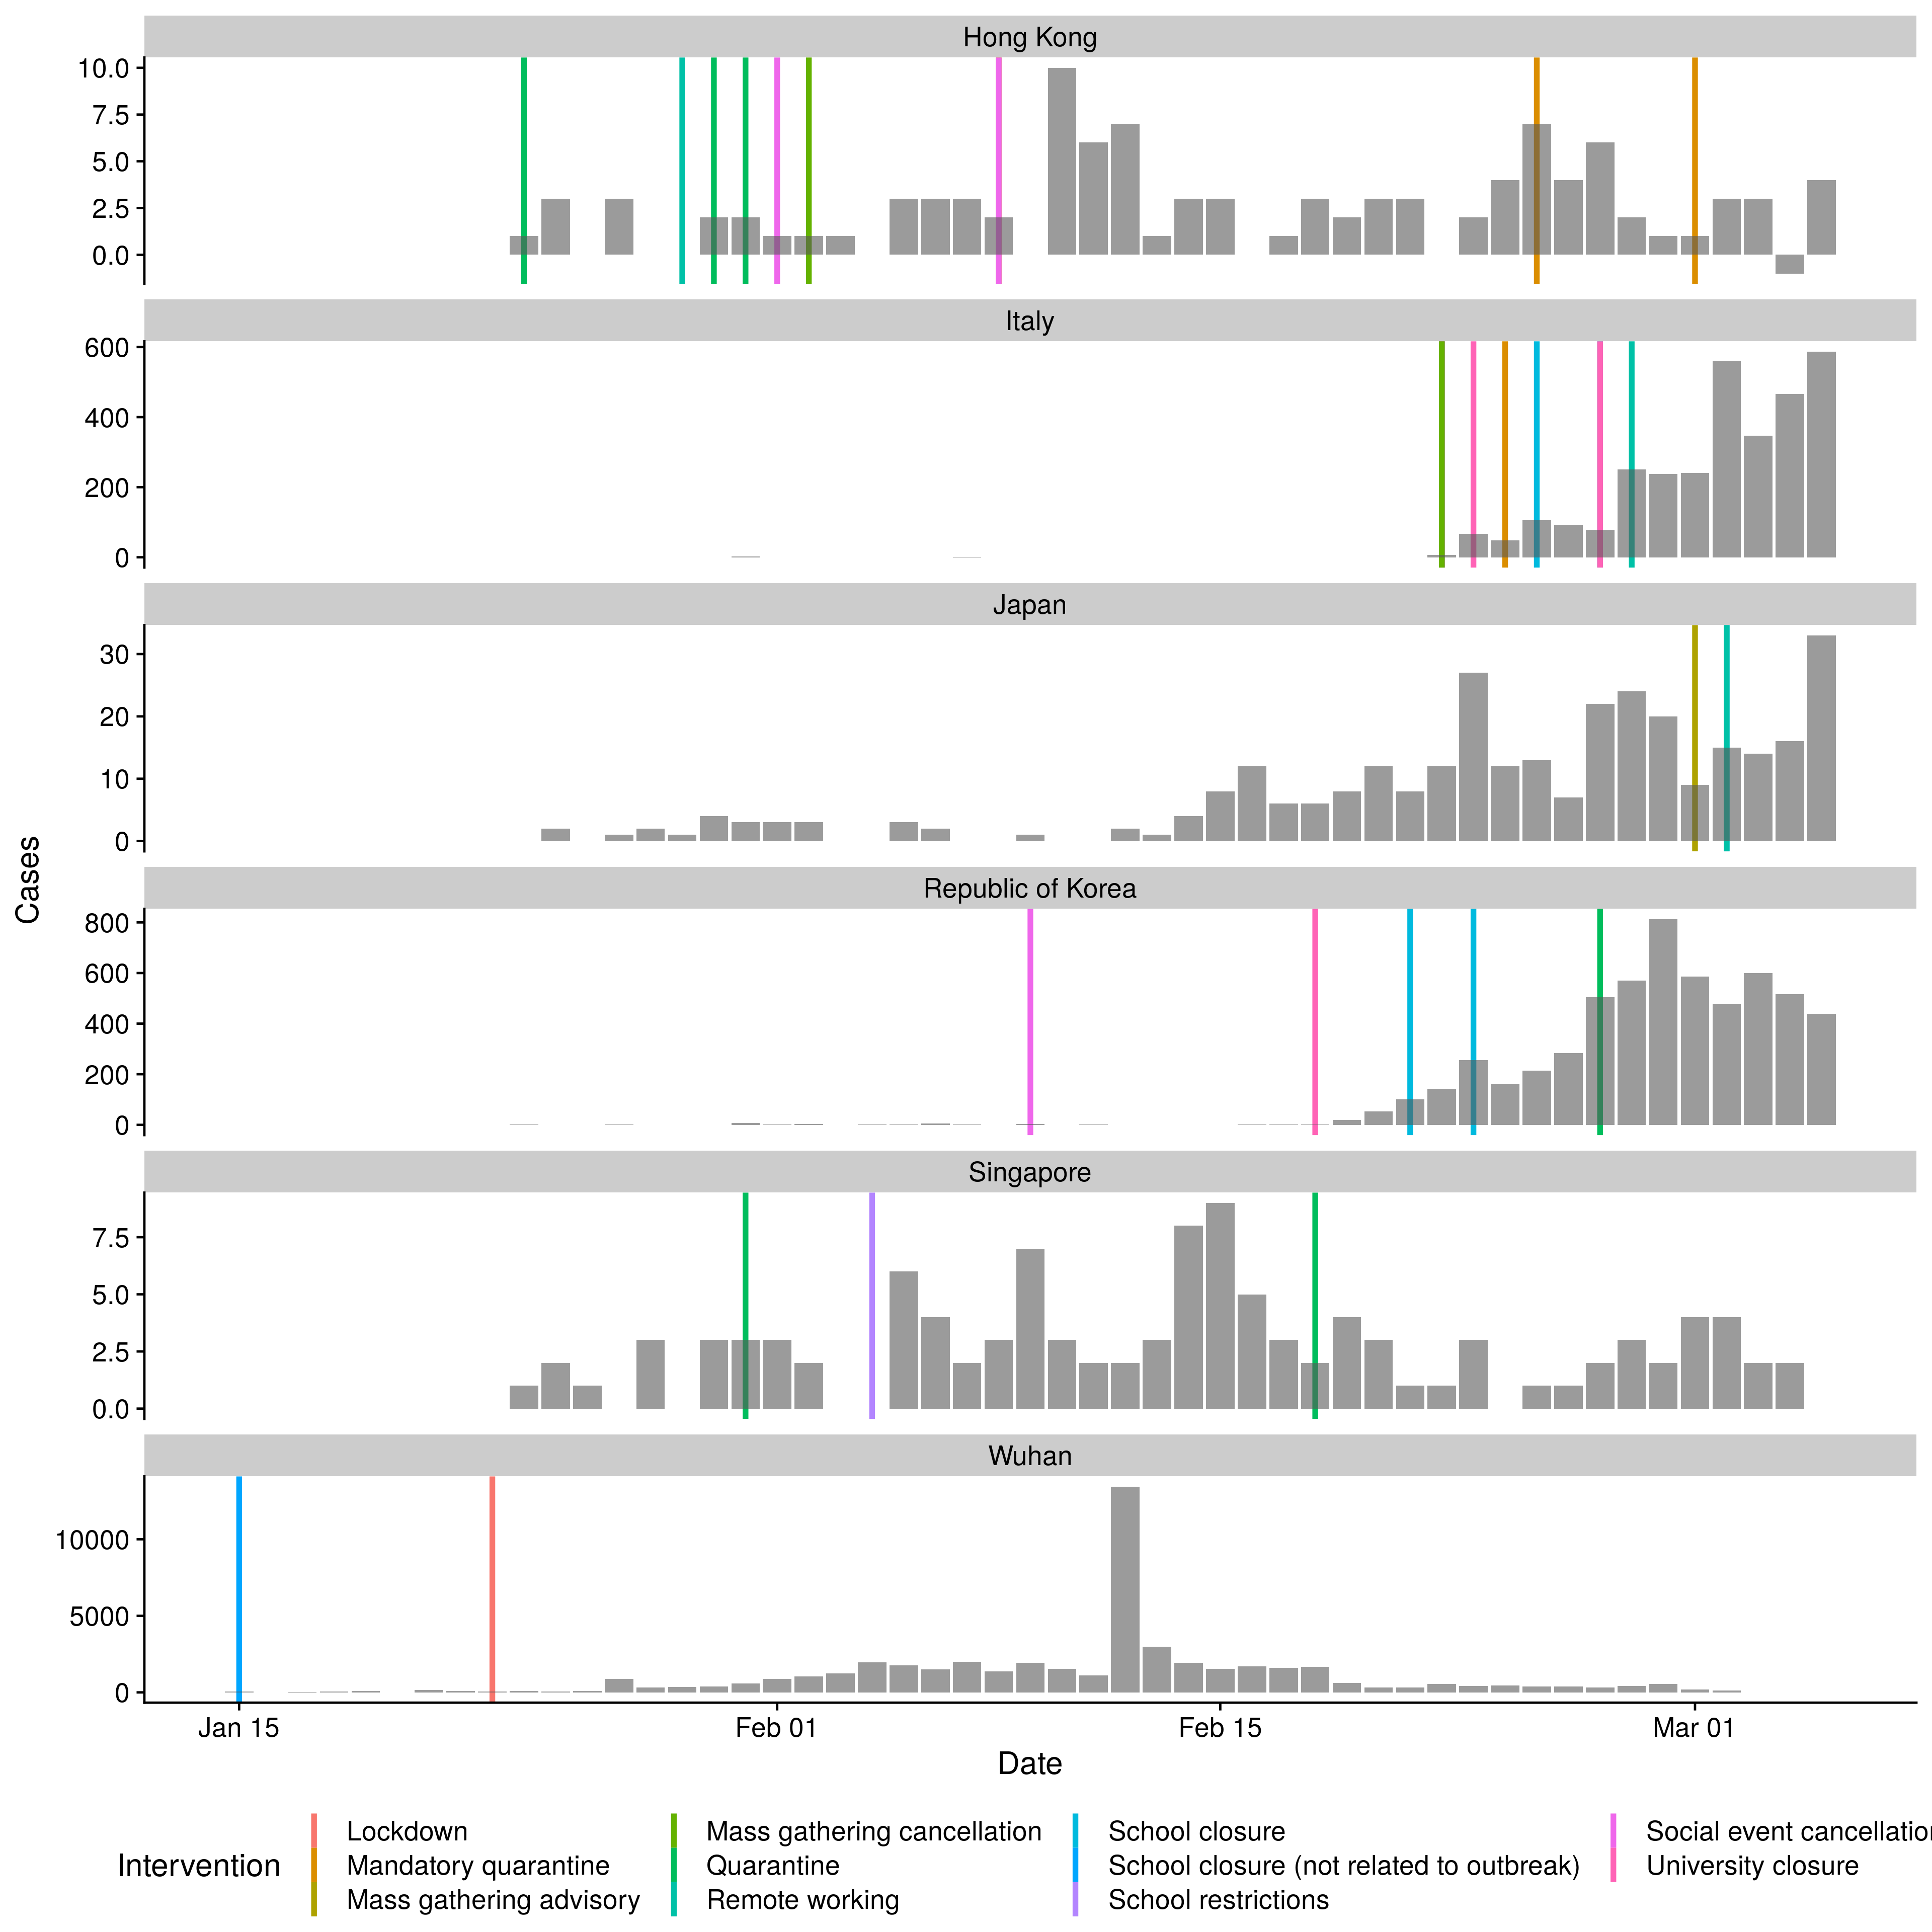 Hong Kong
10.0
7.5
5.0
2.5
0.0
Italy
600
400
200
0
Japan
30
20
10
0
Cases
Republic of Korea
800
600
400
200
0
Singapore
7.5
5.0
2.5
0.0
Wuhan
10000
5000
0
Jan 15 Feb 01 Feb 15 Mar 01
Date
Intervention
Lockdown
Mandatory quarantine
Mass gathering advisory
Mass gathering cancellation
Quarantine
Remote working
School closure
School closure (not related to outbreak)
School restrictions
Social event cancellation
University closure